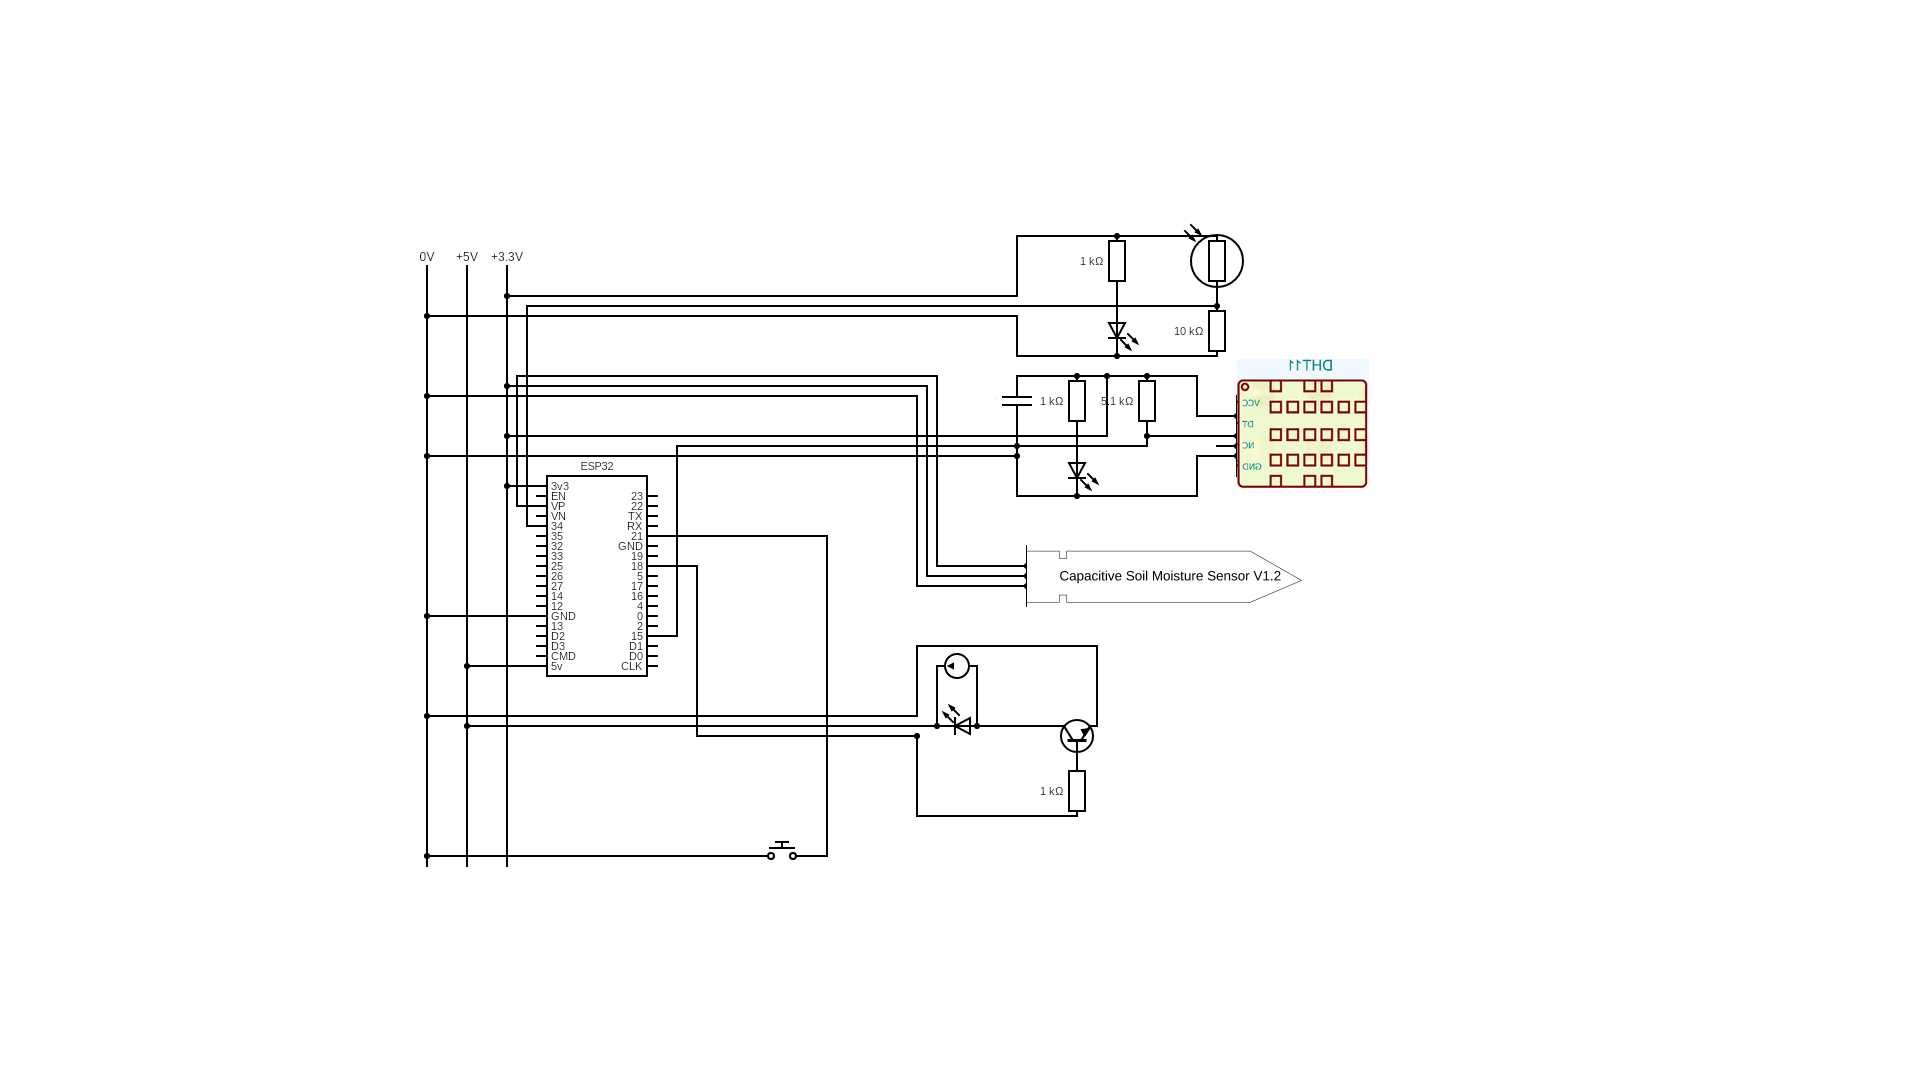 0V +5V +3.3V
1 kΩ
10 kΩ
DHT11
1 kΩ
5.1 kΩ
VCC
DT
NC
GND
ESP32
3v3
EN 23
VP 22
VN TX
34 RX
35 21
32 GND
33 19
25 18
26 5
27 17
14 16
12 4
GND 0
13 2
D2 15
D3 D1
CMD D0
5v CLK
Capacitive Soil Moisture Sensor V1.2
1 kΩ